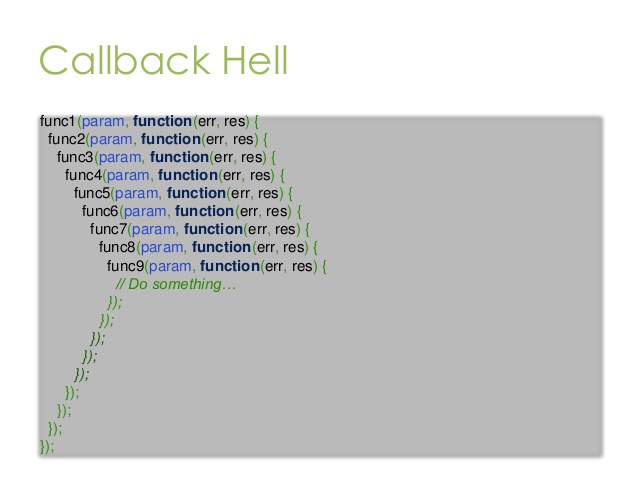 Callback Hell
func1(param, function(err, res) {
func2(param, function(err, res) {
func3(param, function(err, res) {
func4(param, function(err, res) {
func5(param, function(err, res) {
func6(param, function(err, res) {
func7(param, function(err, res) {
func8(param, function(err, res) {
func9(param, function(err, res) {
// Do something…
});
});
});
});
});
});
});
});
});